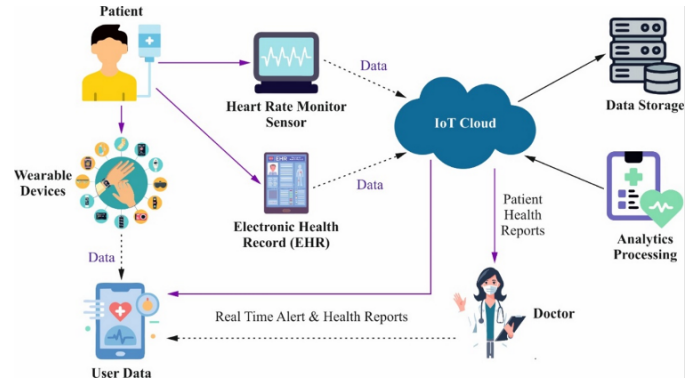 Patient
Data
Heart Rate Monitor
Sensor
IoT Cloud
Data Storage
Wearable
Devices
EHR
Data
Electronic Health
Record (EHR)
Patient
Health
Reports
Analytics
Processing
Data
Real Time Alert & Health Reports
Doctor
User Data